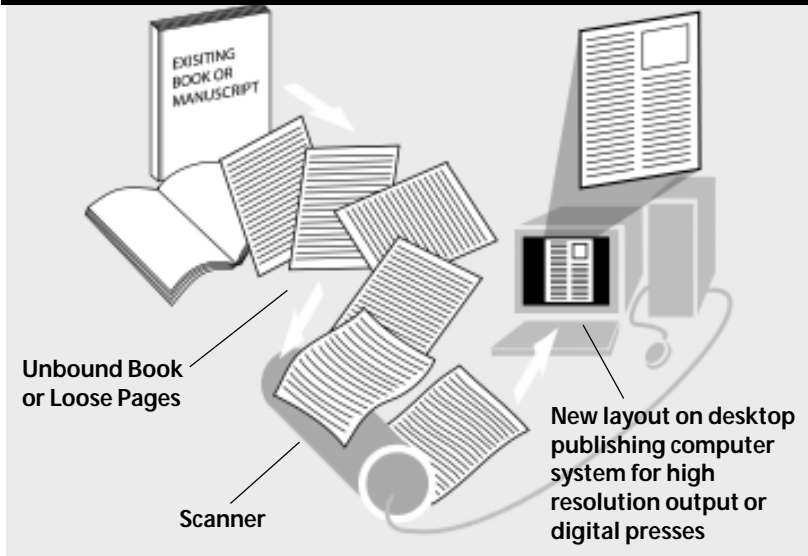 EXISITING
BOOK OR
MANUSCRIPT
Unbound Book
or Loose Pages
Scanner
New layout on desktop
publishing computer
system for high
resolution output or
digital presses